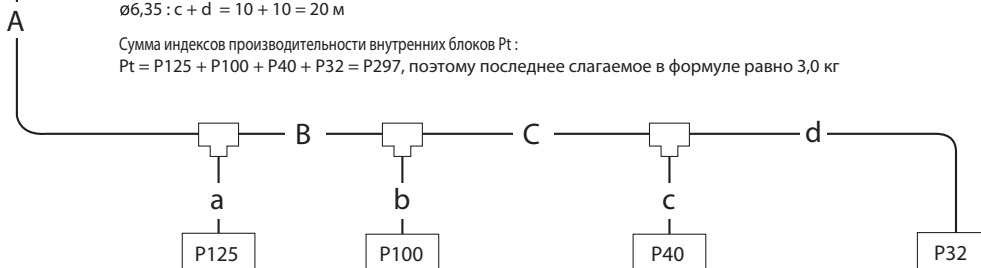 ø6,35 : c + d = 10 + 10 = 20 м
A
Сумма индексов производительности внутренних блоков Pt :
Pt = P125 + P100 + P40 + P32 = P297, поэтому последнее слагаемое в формуле равно 3,0 кг
B C d
a b c
P125 P100 P40 P32